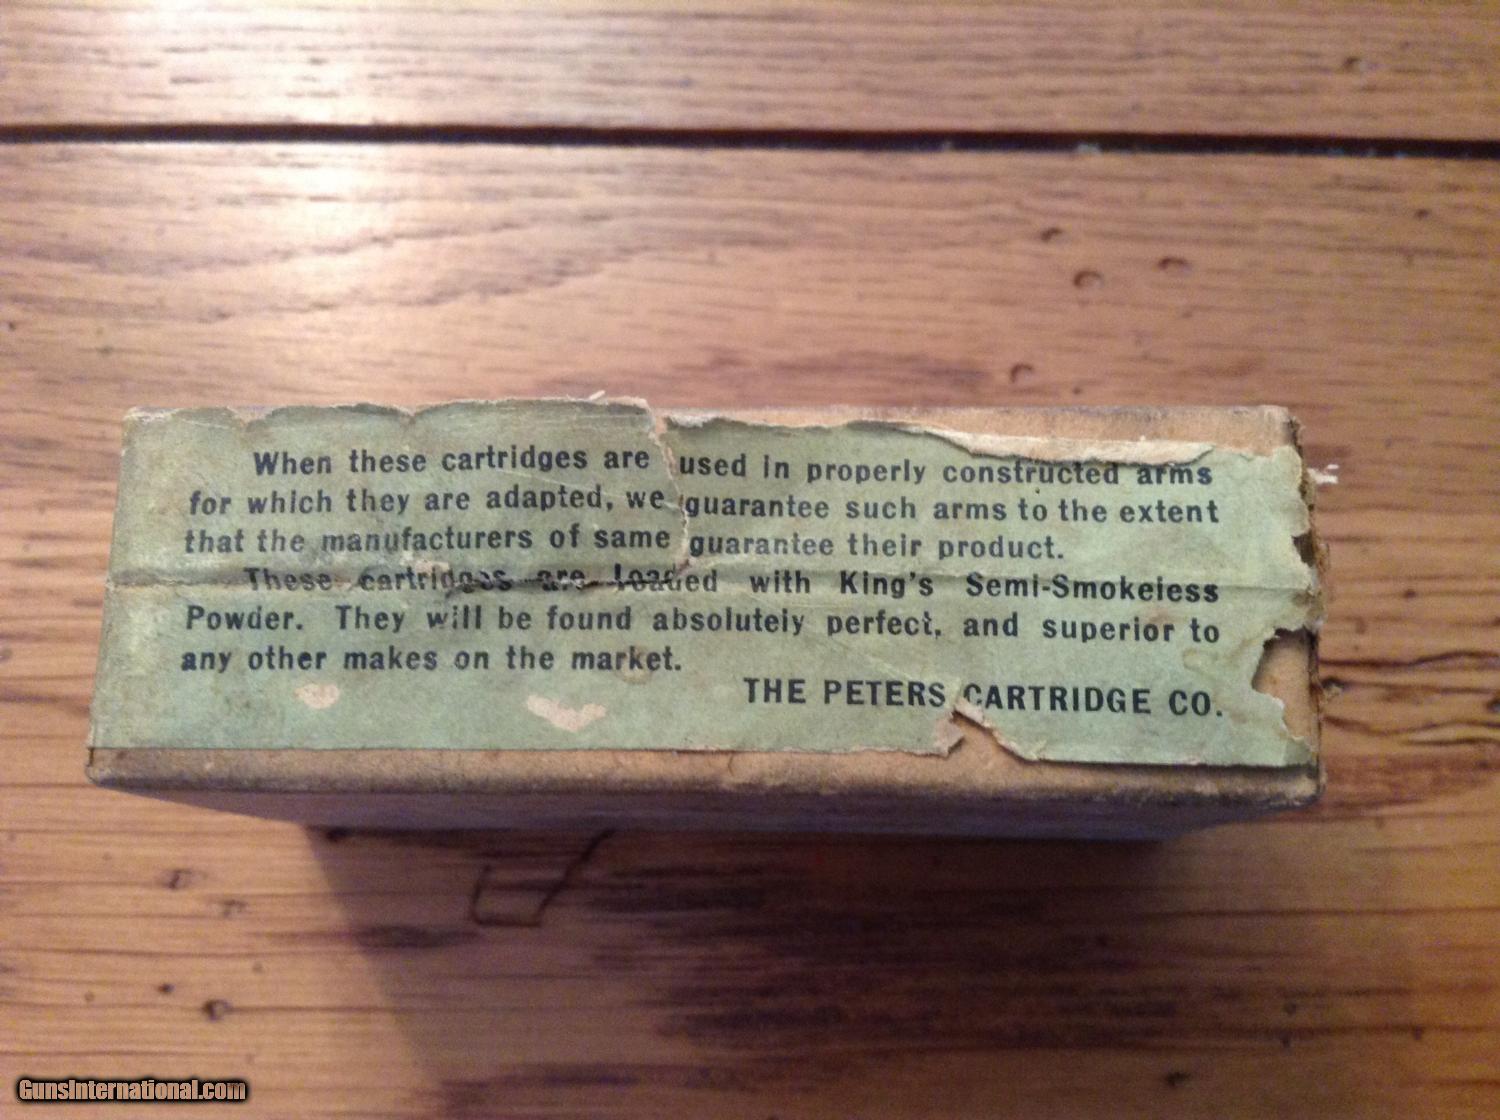 When these cartridges are used in properly constructed arms
for which they are adapted, we guarantee such arms to the extent
that the manufacturers of same guarantee their product.
These cartridges are loaded with King's Semi-Smokeless
Powder. They will be found absolutely perfect, and superior to
any other makes on the market.
THE PETERS CARTRIDGE CO.
GunsInternational.com